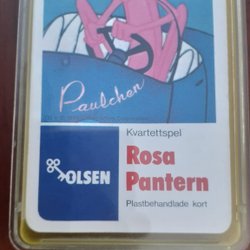 Paulchen
Kvartettspel
OLSEN
Rosa
Pantern
Plastbehandlade kort